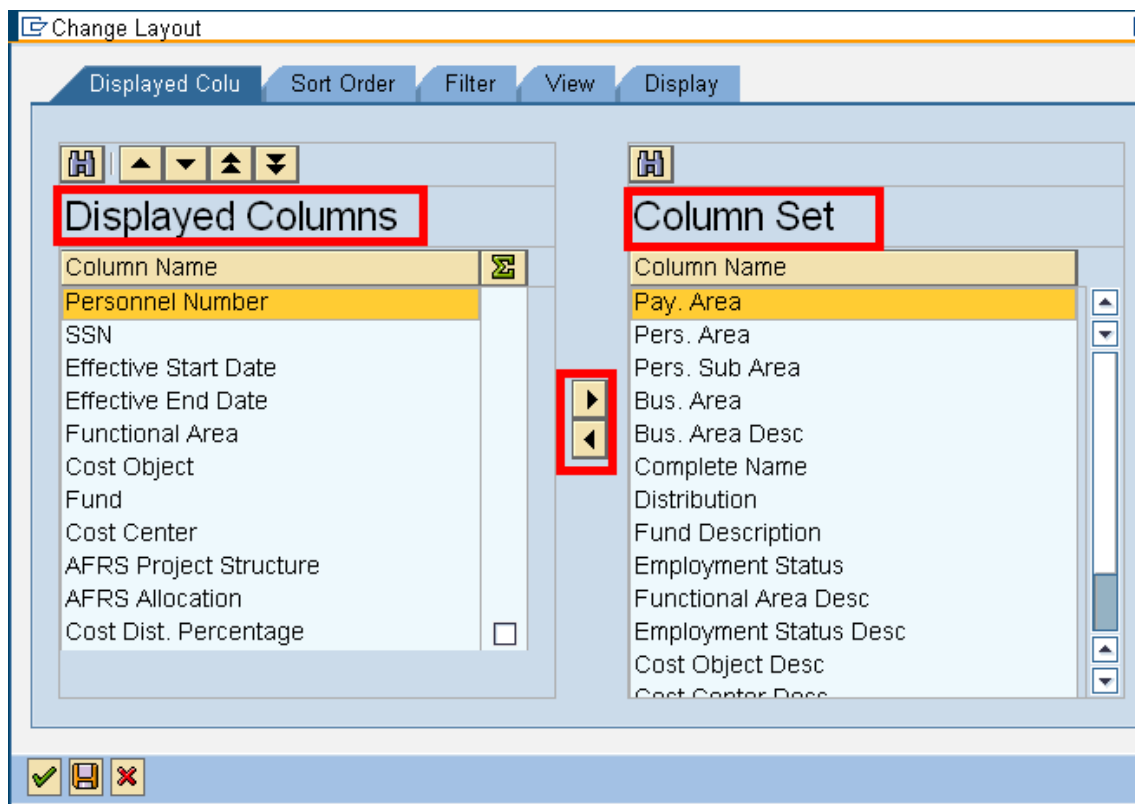 Change Layout
Displayed Colu
Sort Order
Filter
View
Display
Displayed Columns
Column Name
Personnel Number
SSN
Effective Start Date
Effective End Date
Functional Area
Cost Object
Fund
Cost Center
AFRS Project Structure
AFRS Allocation
Cost Dist. Percentage
Column Set
Column Name
Pay. Area
Pers. Area
Pers. Sub Area
Bus. Area
Bus. Area Desc
Complete Name
Distribution
Fund Description
Employment Status
Functional Area Desc
Employment Status Desc
Cost Object Desc
Cost Center Desc